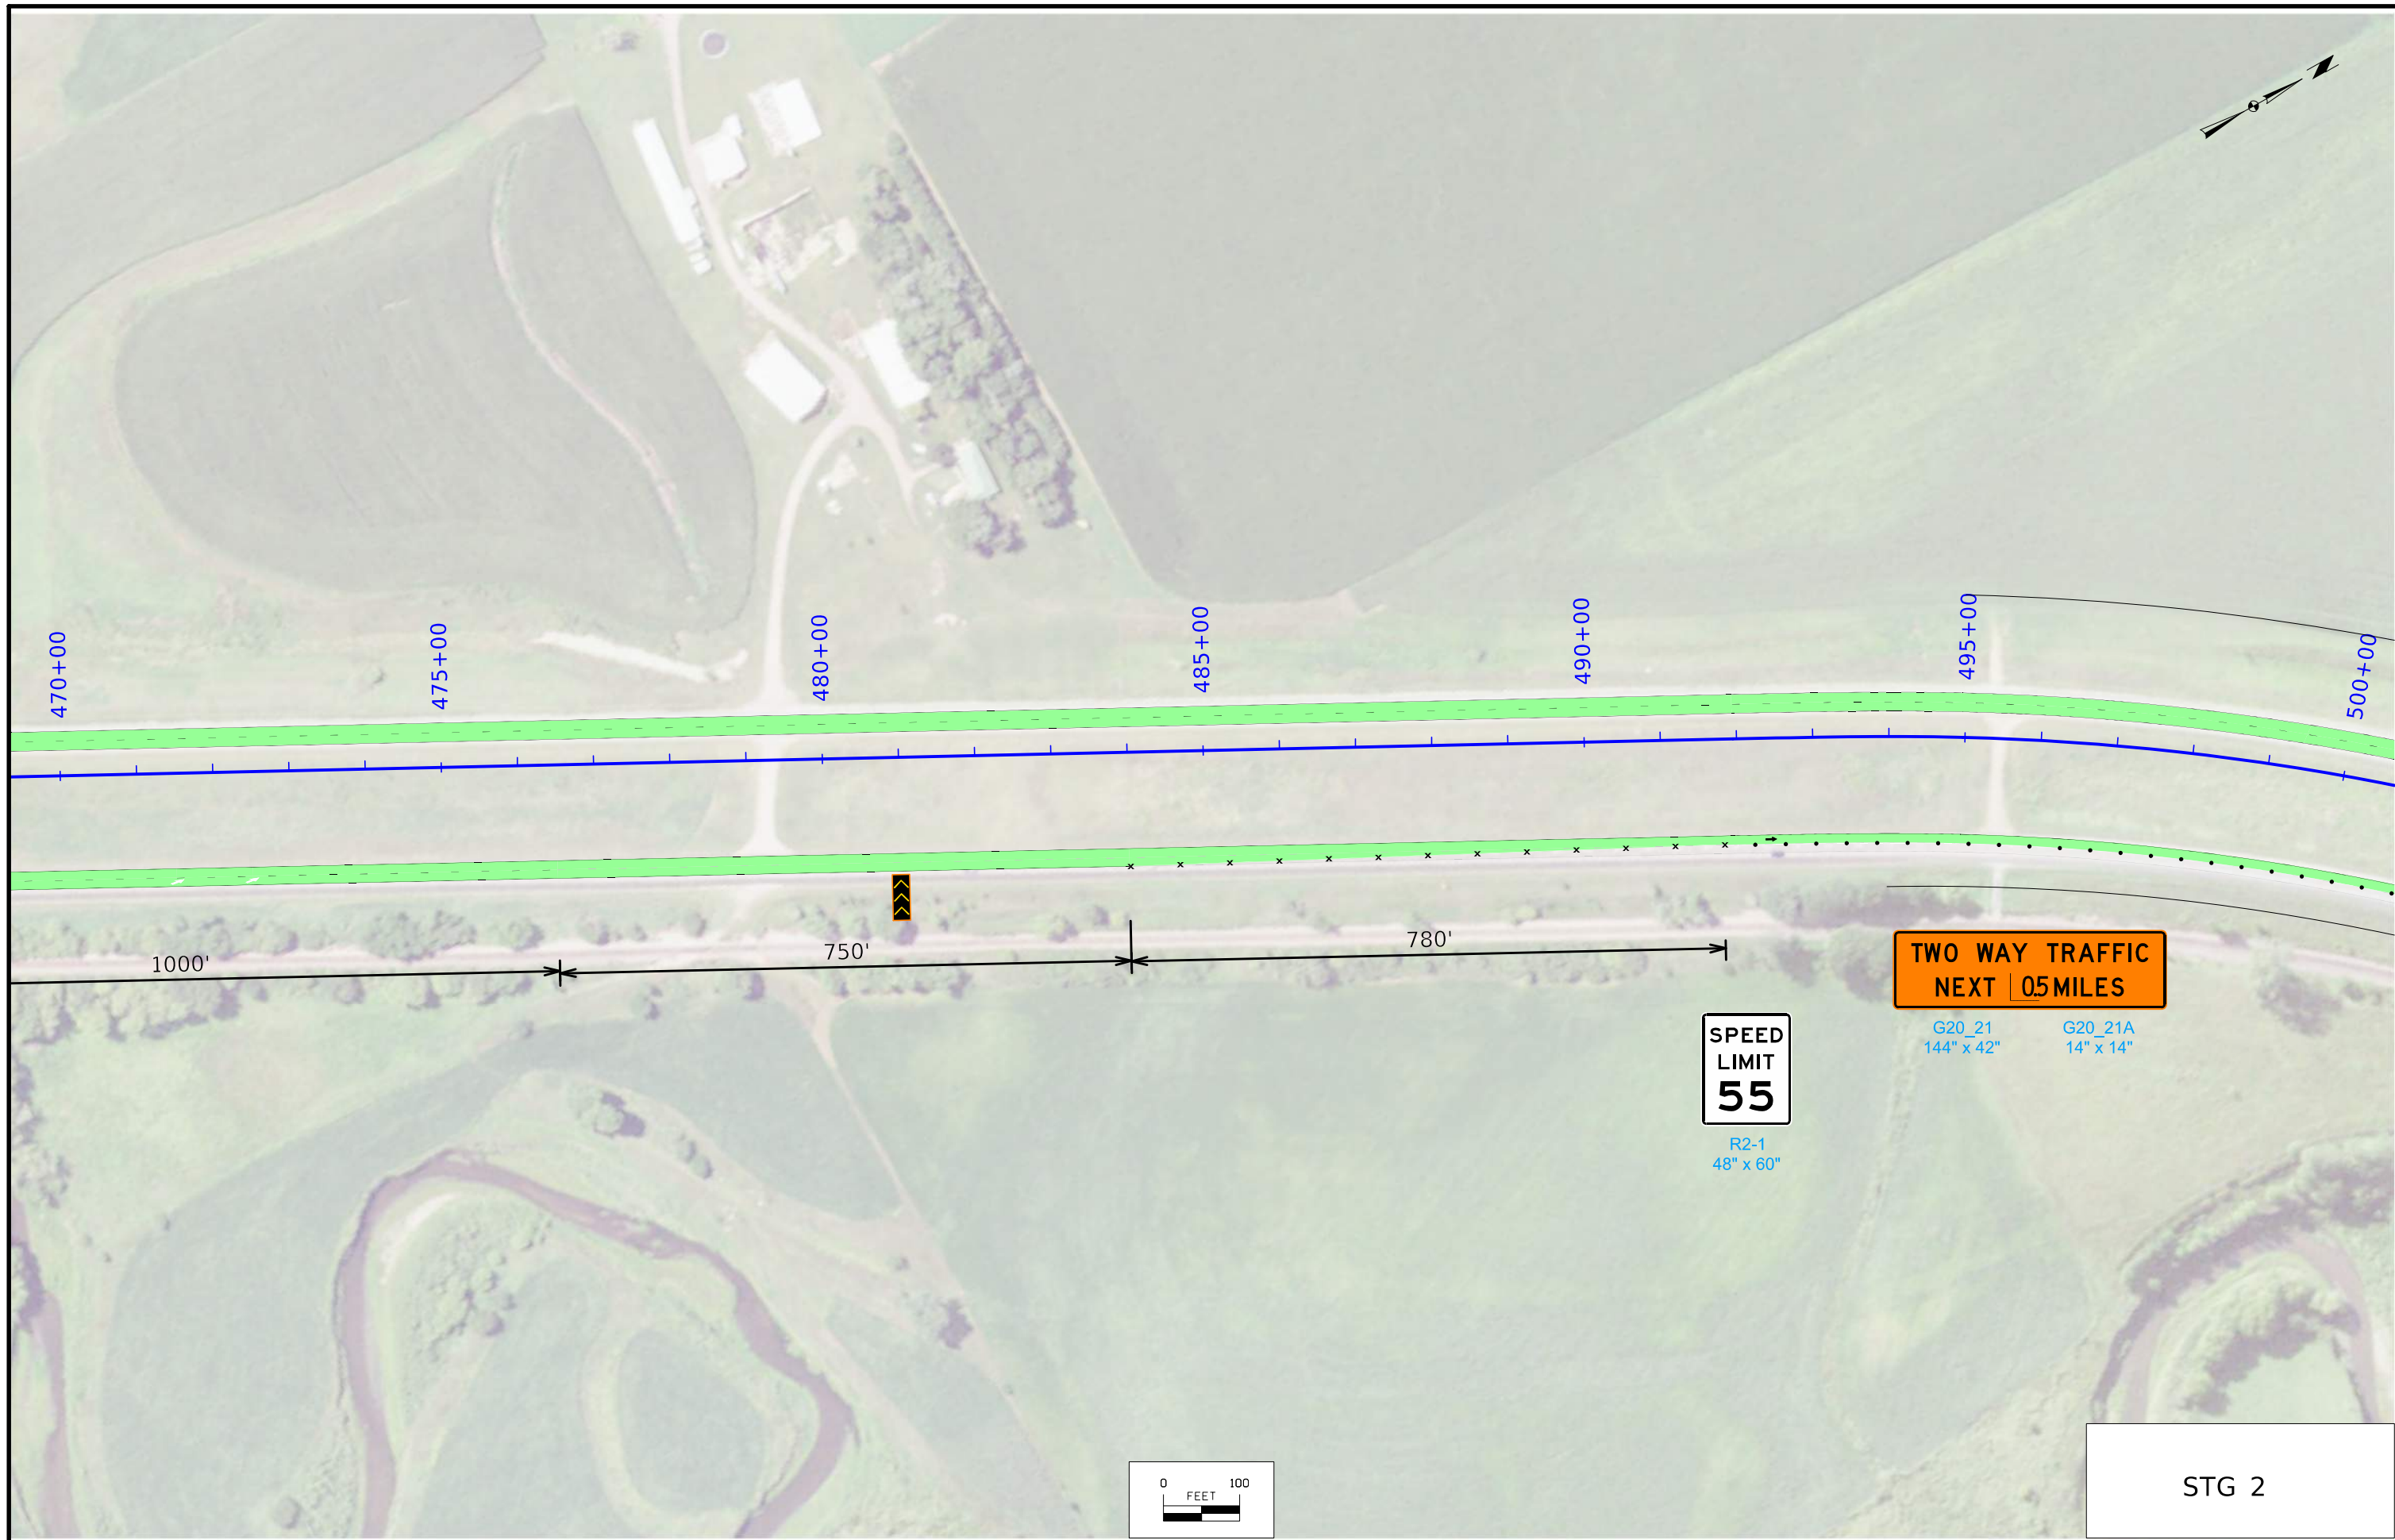 470+00
475+00
480+00
485+00
490+00
495+00
500+00
1000'
750'
780'
TWO WAY TRAFFIC
NEXT 0.5 MILES
G20_21
144" x 42"
G20_21A
14" x 14"
SPEED
LIMIT
55
R2-1
48" x 60"
0 100
FEET
STG 2
N